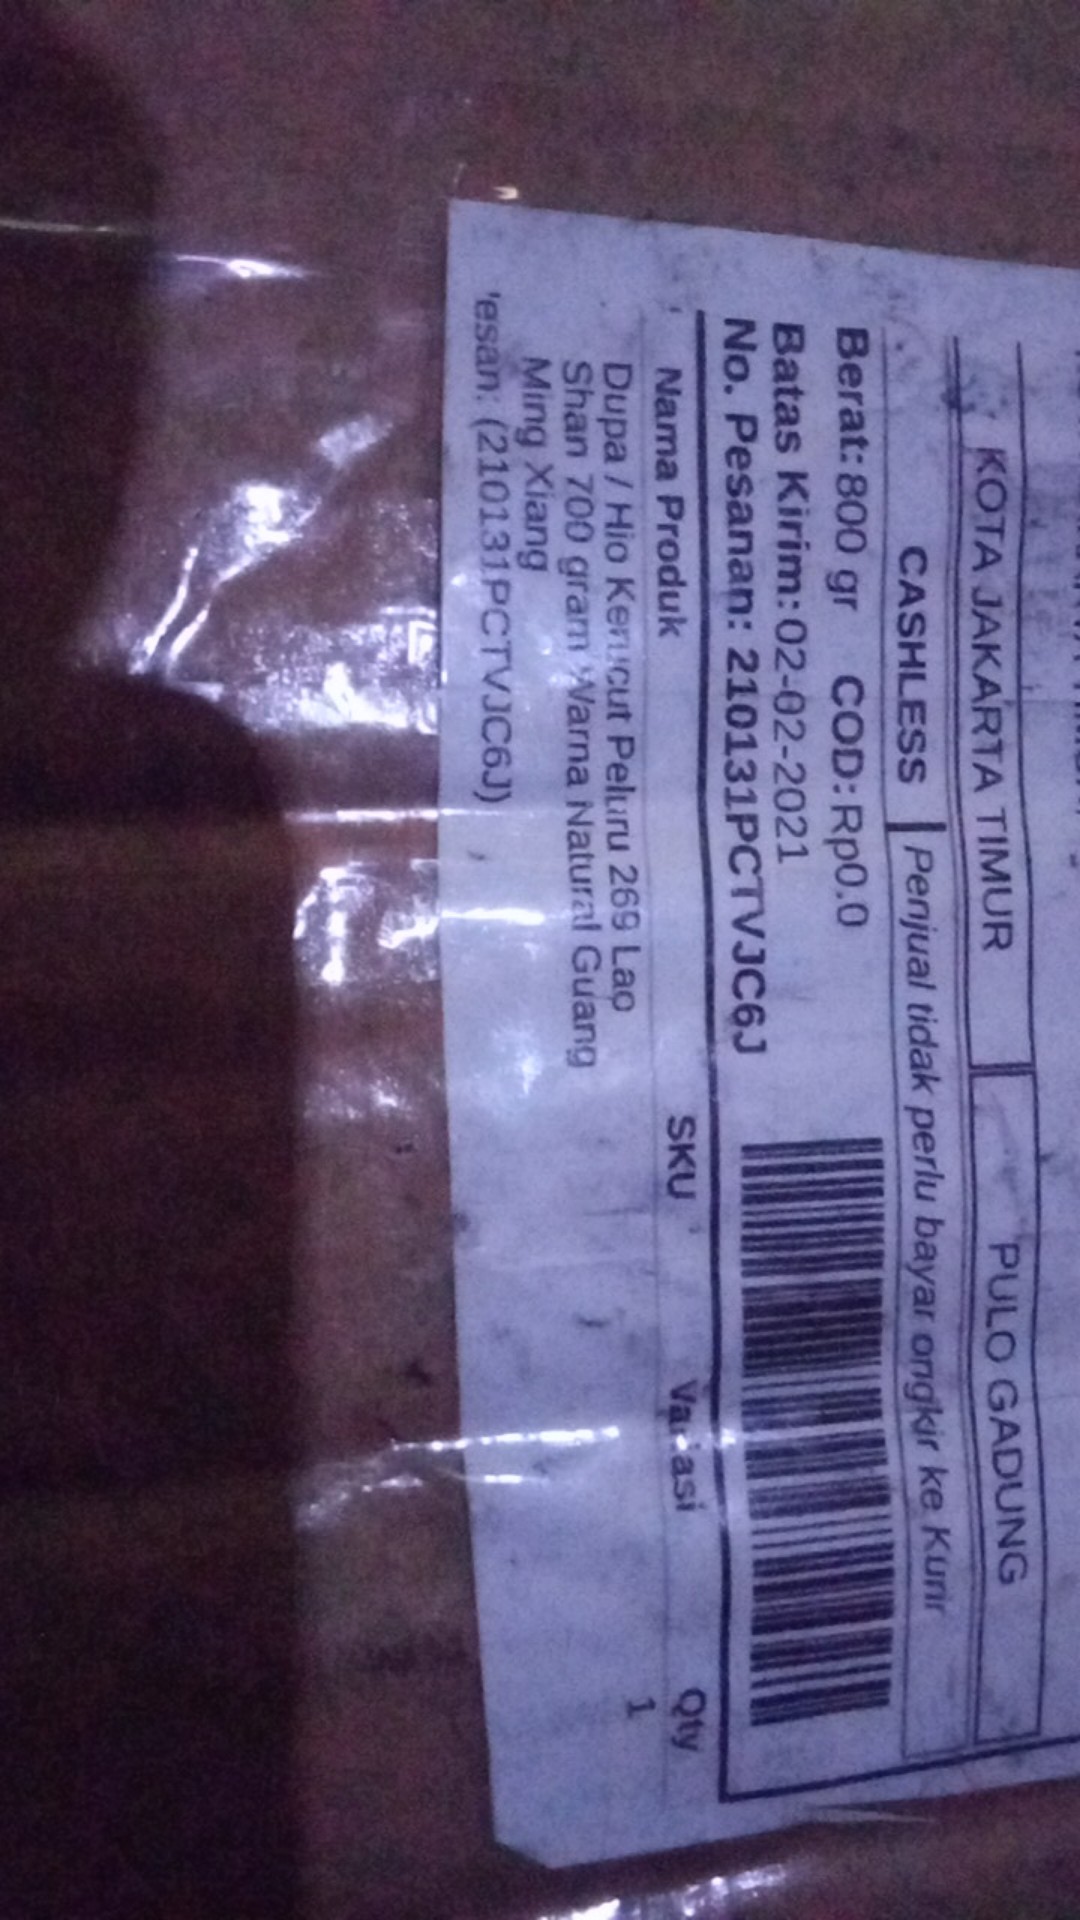 KOTA JAKARTA TIMUR PULO GADUNG
CASHLESS Penjual tidak perlu bayar ongkir ke Kurir
Berat: 800 gr COD: Rp0.0
Batas Kirim: 02-02-2021
No. Pesanan: 210131PCTVJC6J
Nama Produk SKU Variasi Qty
Dupa / Hio Kerucut Peluru 269 Lao 1
Shan 700 gram Warna Natural Guang
Ming Xiang
'esan: (210131PCTVJC6J)